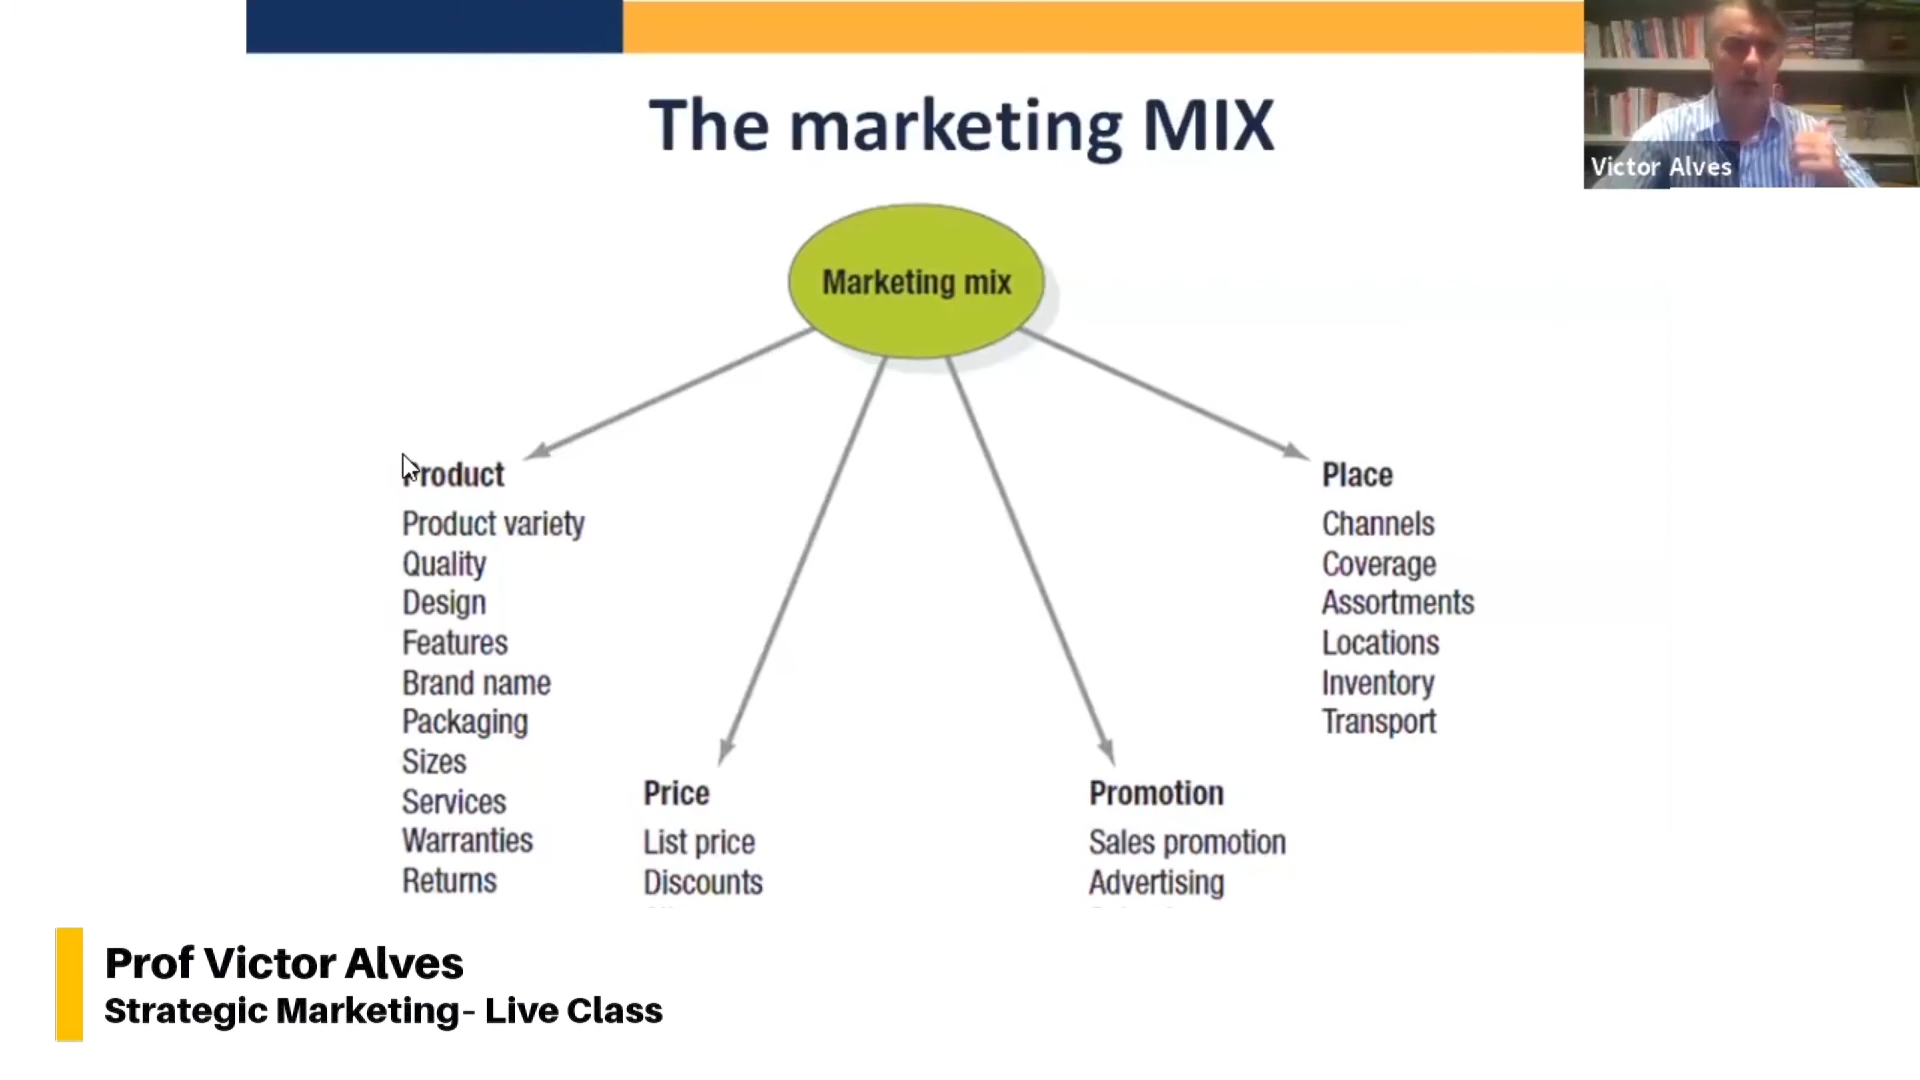 The marketing MIX
Victor Alves
Marketing mix
Product
Product variety
Quality
Design
Features
Brand name
Packaging
Sizes
Services
Warranties
Returns
Price
List price
Discounts
Promotion
Sales promotion
Advertising
Place
Channels
Coverage
Assortments
Locations
Inventory
Transport
Prof Victor Alves
Strategic Marketing- Live Class